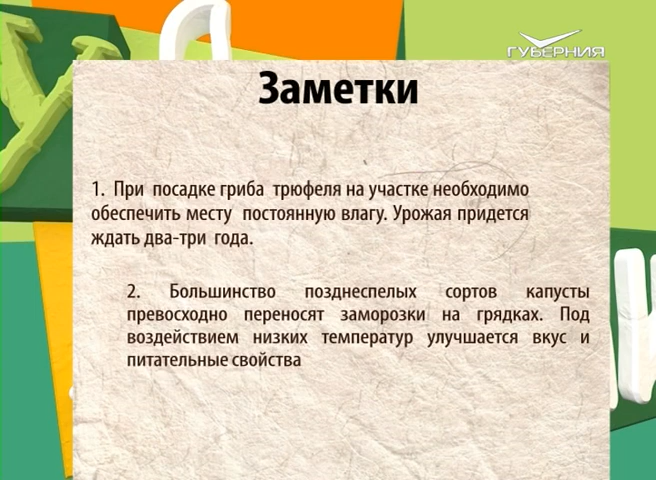 ГУБЕРНИЯ
Заметки
1. При посадке гриба трюфеля на участке необходимо
обеспечить месту постоянную влагу. Урожая придется
ждать два-три года.
2. Большинство позднеспелых сортов капусты
превосходно переносят заморозки на грядках. Под
воздействием низких температур улучшается вкус и
питательные свойства